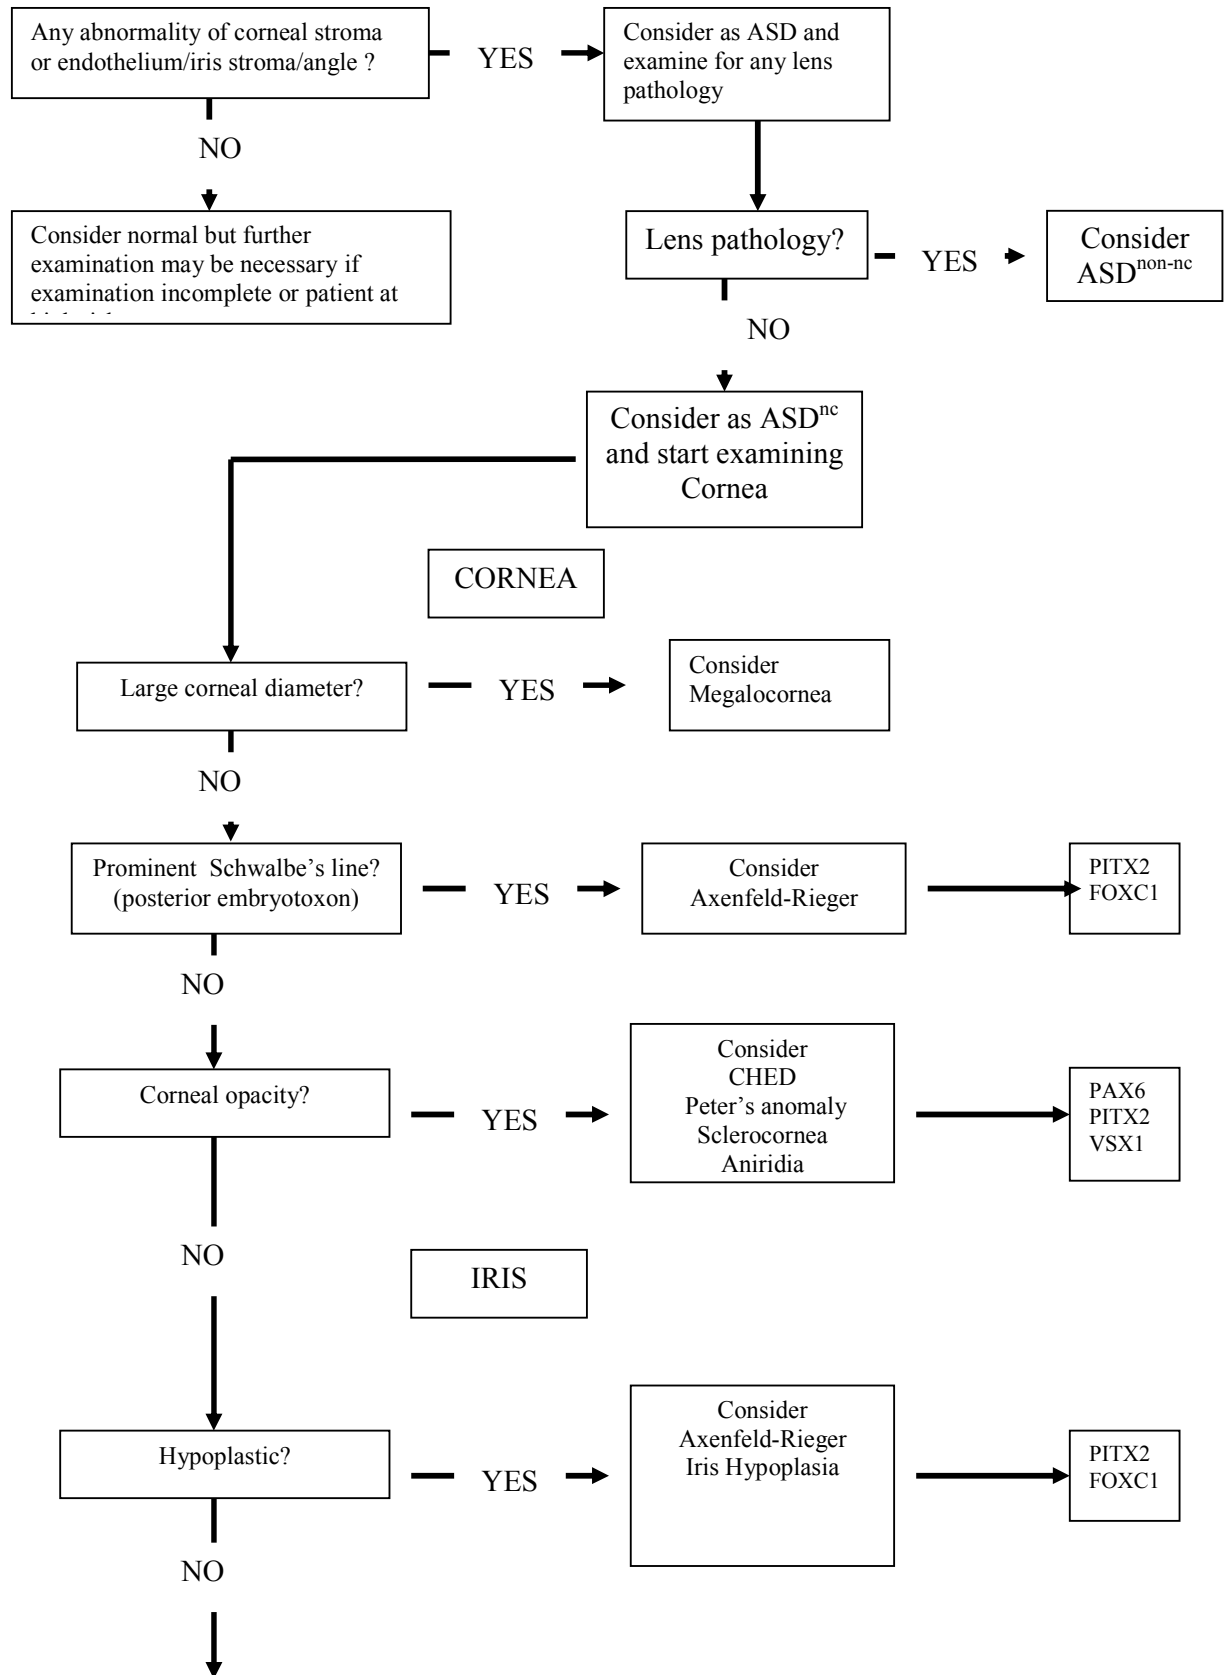 Any abnormality of corneal stroma
or endothelium/iris stroma/angle ?
YES
Consider as ASD and
examine for any lens
pathology
NO
Consider normal but further
examination may be necessary if
examination incomplete or patient at
Lens pathology?
YES
Consider
ASD^non-nc
NO
Consider as ASD^nc
and start examining
Cornea
CORNEA
Large corneal diameter?
YES
Consider
Megalocornea
NO
Prominent Schwalbe's line?
(posterior embryotoxon)
YES
Consider
Axenfeld-Rieger
PITX2
FOXC1
NO
Corneal opacity?
YES
Consider
CHED
Peter's anomaly
Sclerocornea
Aniridia
PAX6
PITX2
VSX1
NO
IRIS
Hypoplastic?
YES
Consider
Axenfeld-Rieger
Iris Hypoplasia
PITX2
FOXC1
NO